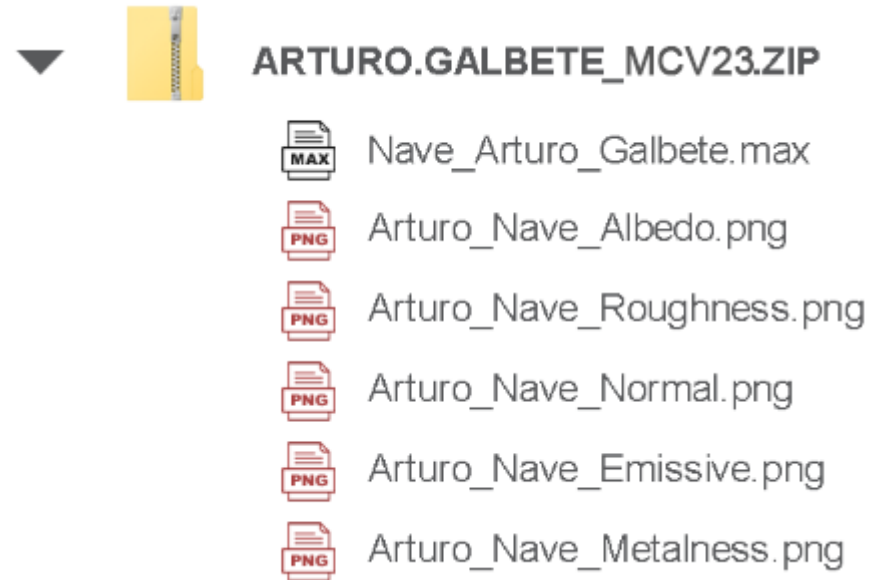 ARTURO.GALBETE_MCV23.ZIP
MAX Nave_Arturo_Galbete.max
PNG Arturo_Nave_Albedo.png
PNG Arturo_Nave_Roughness.png
PNG Arturo_Nave_Normal.png
PNG Arturo_Nave_Emissive.png
PNG Arturo_Nave_Metalness.png